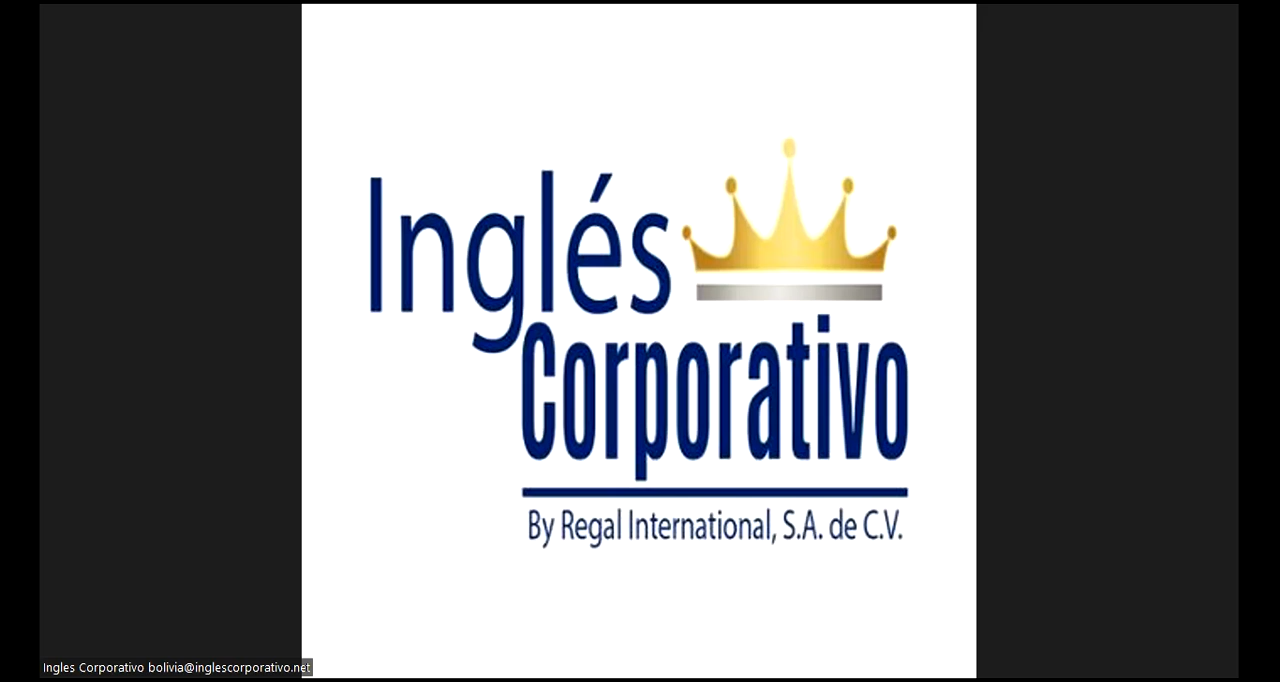 Inglés
Corporativo
By Regal International, S.A. de C.V.
Ingles Corporativo bolivia@inglescorporativo.net